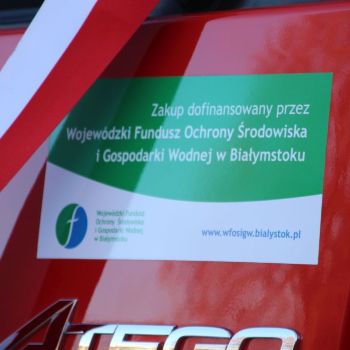 Zakup dofinansowany przez
Wojewódzki Fundusz Ochrony Środowiska
i Gospodarki Wodnej w Białymstoku
Wojewódzki Fundusz
Ochrony Środowiska
i Gospodarki Wodnej
w Białymstoku
www.wfosigw.bialystok.pl
ATEGO